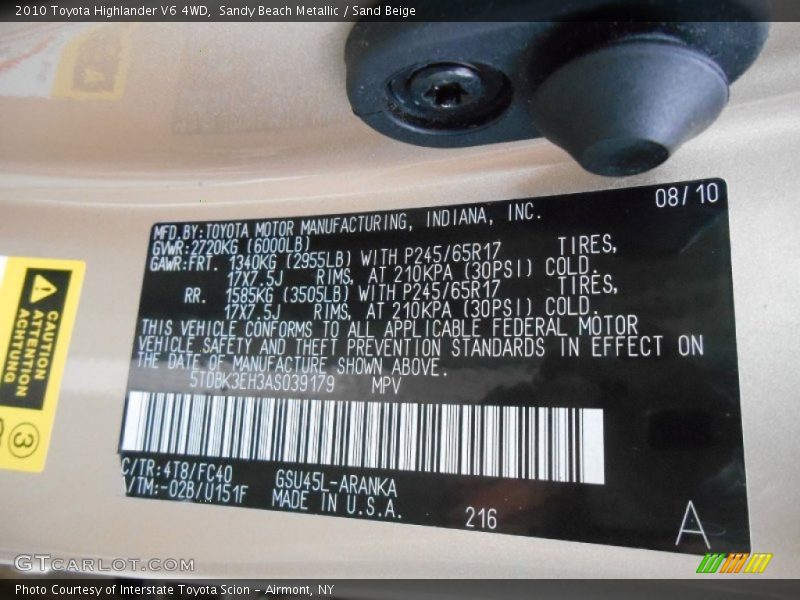 2010 Toyota Highlander V6 4WD,  Sandy Beach Metallic / Sand Beige
08/10
MFD.BY:TOYOTA MOTOR MANUFACTURING, INDIANA, INC.
GVWR:2720KG (6000LB)
GAWR:FRT. 1340KG (2955LB) WITH P245/65R17 TIRES,
17X7.5J RIMS, AT 210KPA (30PSI) COLD.
RR. 1585KG (3505LB) WITH P245/65R17 TIRES,
17X7.5J RIMS, AT 210KPA (30PSI) COLD.
THIS VEHICLE CONFORMS TO ALL APPLICABLE FEDERAL MOTOR
VEHICLE SAFETY AND THEFT PREVENTION STANDARDS IN EFFECT ON
THE DATE OF MANUFACTURE SHOWN ABOVE.
5TDBK3EH3AS039179 MPV
C/TR:4T8/FC40 GSU45L-ARANKA
VTM:-02B/U151F MADE IN U.S.A.
216
A
CAUTION
ATTENTION
ACHTUNG
3
GTCarLot.com
Photo Courtesy of Interstate Toyota Scion - Airmont, NY